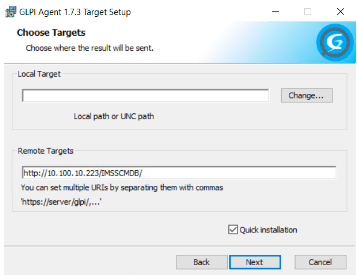 GLPI Agent 1.7.3 Target Setup
Choose Targets
Choose where the result will be sent.
Local Target
Change...
Local path or UNC path
Remote Targets
http://10.100.10.223/IMSSCMDB/
You can set multiple URIs by separating them with commas
'https://server/glpi/,...'
Quick installation
Back
Next
Cancel